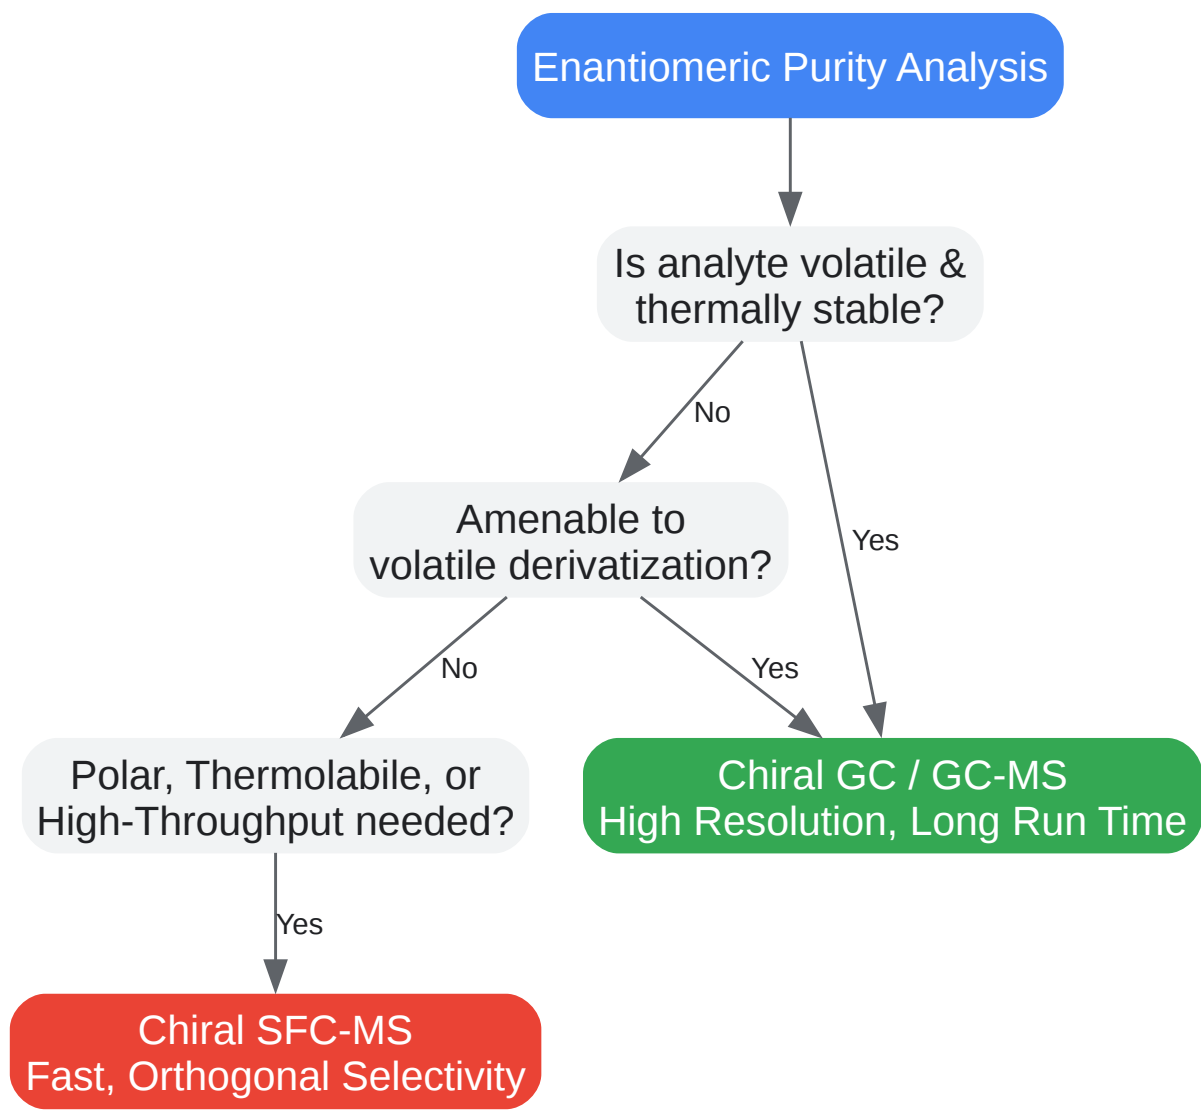 Enantiomeric Purity Analysis
Is analyte volatile &
thermally stable?
No
Yes
Amenable to
volatile derivatization?
No
Yes
Polar, Thermolabile, or
High-Throughput needed?
Chiral GC / GC-MS
High Resolution, Long Run Time
Yes
Chiral SFC-MS
Fast, Orthogonal Selectivity